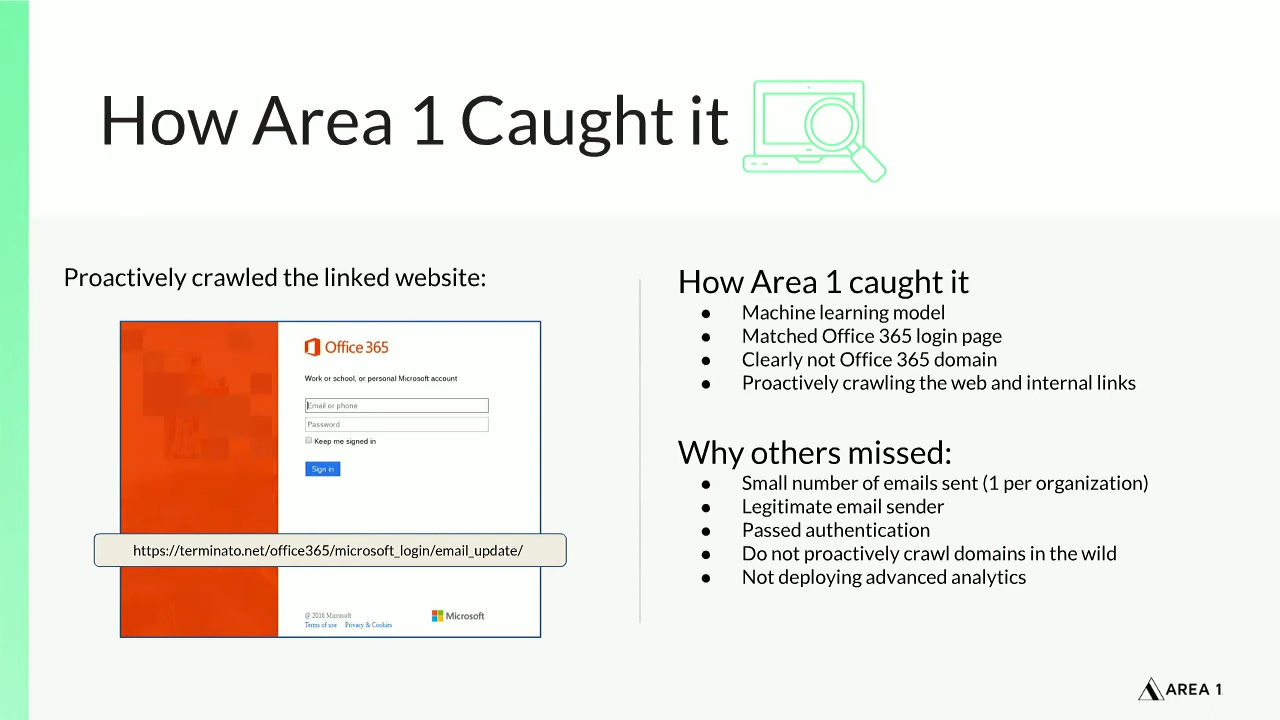 How Area 1 Caught it
Proactively crawled the linked website:
Office 365
Work or school, or personal Microsoft account
Email or phone
Password
Keep me signed in
Sign in
https://terminato.net/office365/microsoft_login/email_update/
@ 2016 Microsoft
Terms of use Privacy & Cookies
Microsoft
How Area 1 caught it
● Machine learning model
● Matched Office 365 login page
● Clearly not Office 365 domain
● Proactively crawling the web and internal links
Why others missed:
● Small number of emails sent (1 per organization)
● Legitimate email sender
● Passed authentication
● Do not proactively crawl domains in the wild
● Not deploying advanced analytics
AREA 1